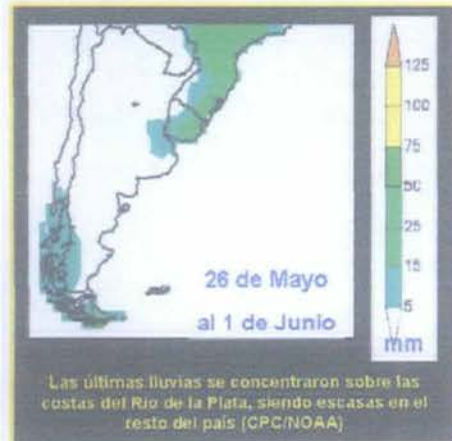 125
100
75
50
25
15
5
mm
26 de Mayo
al 1 de Junio
Las últimas lluvias se concentraron sobre las
costas del Río de la Plata, siendo escasas en el
resto del país (CPC/NOAA)